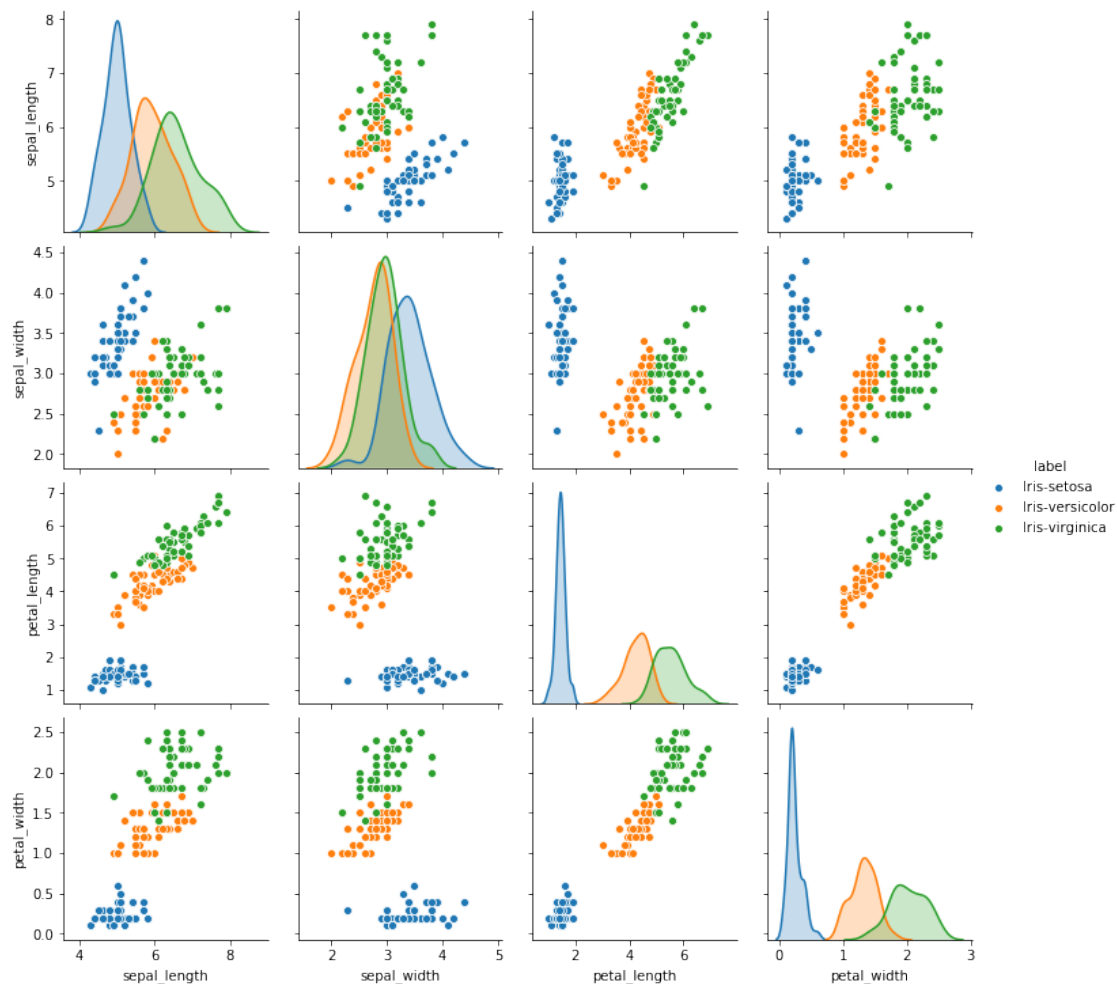 8
7
6
5
sepal_length
4.5
4.0
3.5
3.0
2.5
2.0
sepal_width
7
6
5
4
3
2
1
petal_length
2.5
2.0
1.5
1.0
0.5
0.0
petal_width
4 6 8
sepal_length
2 3 4 5
sepal_width
2 4 6
petal_length
0 1 2 3
petal_width
label
Iris-setosa
Iris-versicolor
Iris-virginica